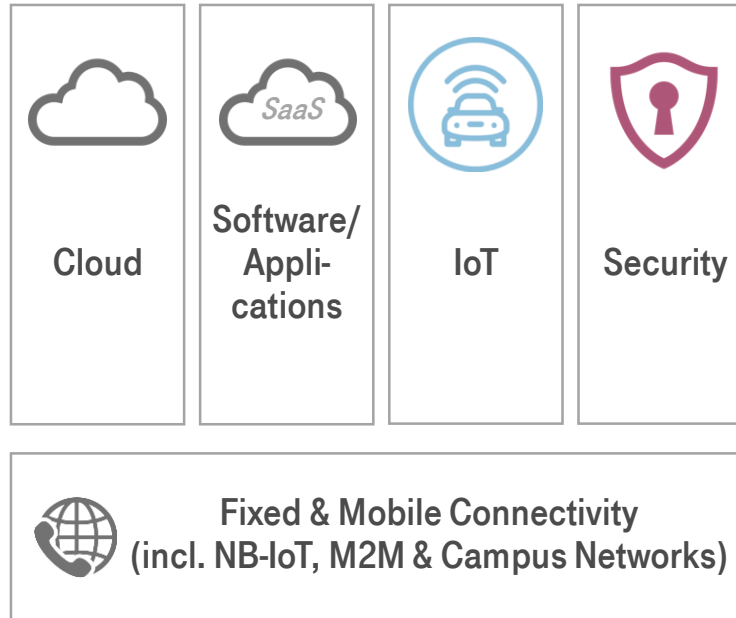 SaaS
Cloud
Software/
Appli-
cations
IoT
Security
Fixed & Mobile Connectivity
(incl. NB-IoT, M2M & Campus Networks)